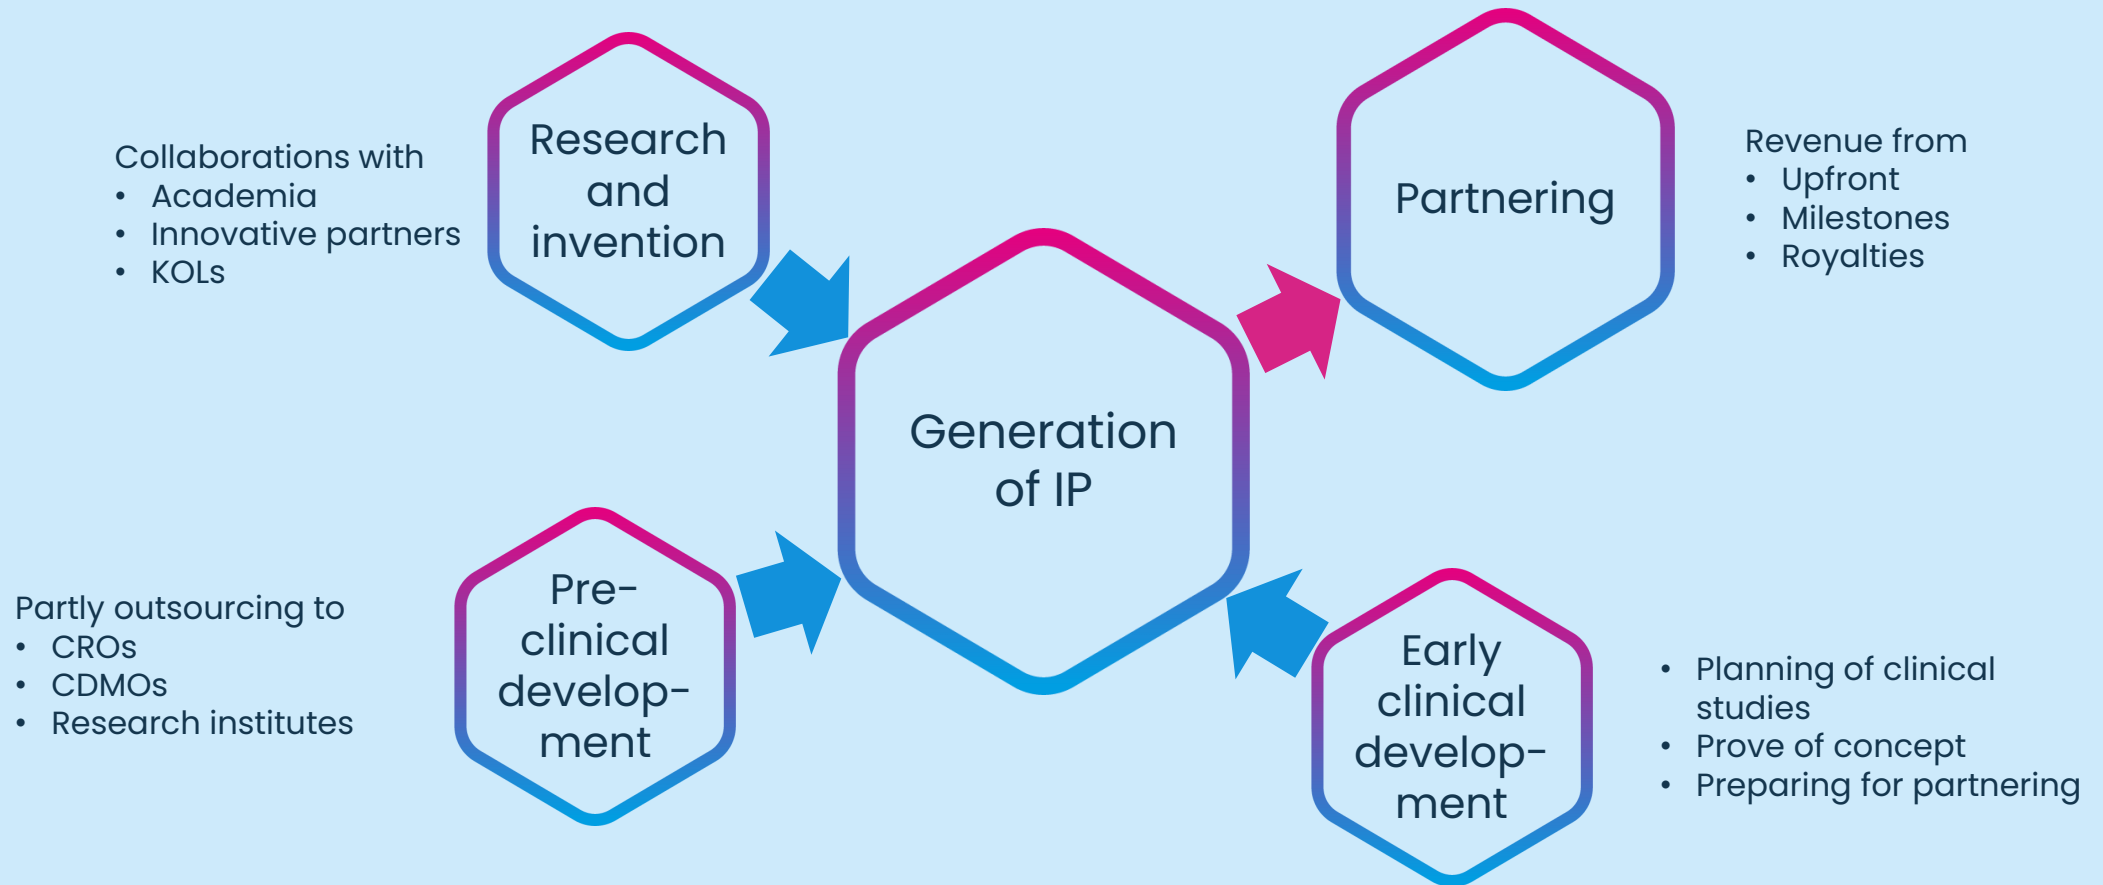 Collaborations with
• Academia
• Innovative partners
• KOLs
Research
and
invention
Partnering
Revenue from
• Upfront
• Milestones
• Royalties
Generation
of IP
Partly outsourcing to
• CROs
• CDMOs
• Research institutes
Pre-
clinical
develop-
ment
Early
clinical
develop-
ment
• Planning of clinical
studies
• Prove of concept
• Preparing for partnering